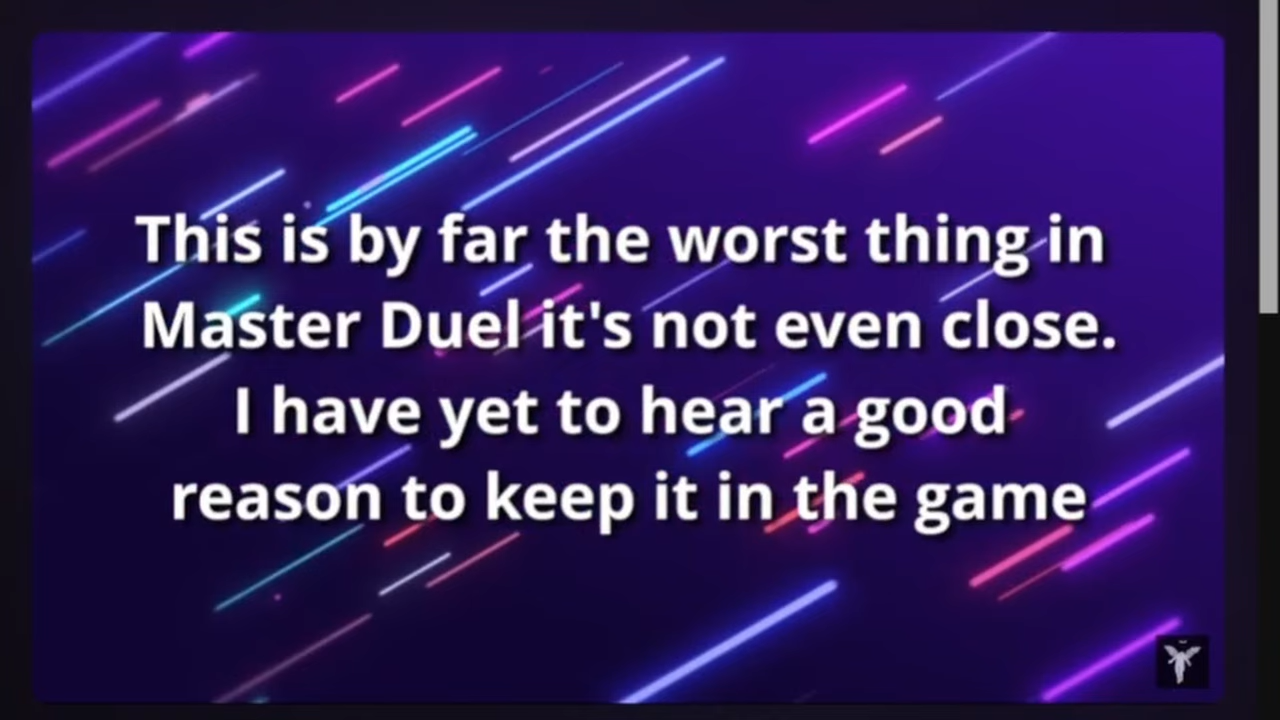 This is by far the worst thing in
Master Duel it's not even close.
I have yet to hear a good
reason to keep it in the game